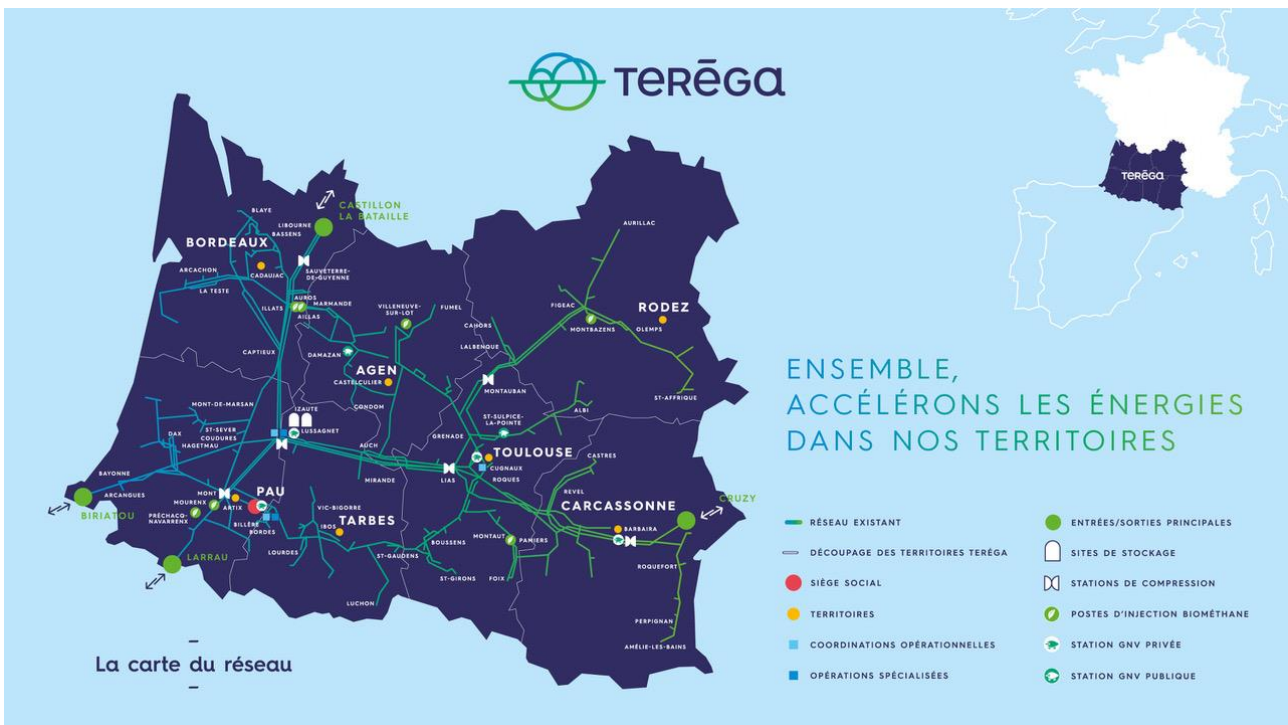 TERĒGA
TERĒGA
CASTILLON
LA BATAILLE
BLAYE
LIBOURNE
BASSENS
BORDEAUX
CADAUJAC
ARCACHON
LA TESTE
SAUVETERRE-
DE-GUYENNE
AUROS
MARMANDE
ILLATS
AILLAS
VILLENEUVE-
SUR-LOT
FUMEL
CAPTIEUX
DAMAZAN
AGEN
CASTELCULIER
CONDOM
AURILLAC
FIGEAC
RODEZ
MONTBAZENS
OLEMPS
CAHORS
LALBENQUE
MONTAUBAN
ST-AFFRIQUE
MONT-DE-MARSAN
IZAUTE
LUSSAGNET
ST-SEVER
COUDURES
HAGETMAU
DAX
ST-SULPICE-
LA-POINTE
ALBI
GRENADE
AUCH
TOULOUSE
CUGNAUX
ROQUES
CASTRES
LIAS
MIRANDE
BAYONNE
ARCANGUES
BIRIATOU
MONT
MOURENX
ARTIX
PRÉCHACQ-
NAVARRENX
PAU
BILLÈRE
BORDES
VIC-BIGORRE
IBOS
TARBES
LOURDES
LARRAU
REVEL
CARCASSONNE
BARBAIRA
CRUZY
BOUSSENS
MONTAUT
PAMIERS
ST-GAUDENS
ST-GIRONS
FOIX
LUCHON
ROQUEFORT
PERPIGNAN
AMÉLIE-LES-BAINS
La carte du réseau
ENSEMBLE,
ACCÉLÉRONS LES ÉNERGIES
DANS NOS TERRITOIRES
RÉSEAU EXISTANT
DÉCOUPAGE DES TERRITOIRES TERÉGA
SIÈGE SOCIAL
TERRITOIRES
COORDINATIONS OPÉRATIONNELLES
OPÉRATIONS SPÉCIALISÉES
ENTRÉES/SORTIES PRINCIPALES
SITES DE STOCKAGE
STATIONS DE COMPRESSION
POSTES D'INJECTION BIOMÉTHANE
STATION GNV PRIVÉE
STATION GNV PUBLIQUE